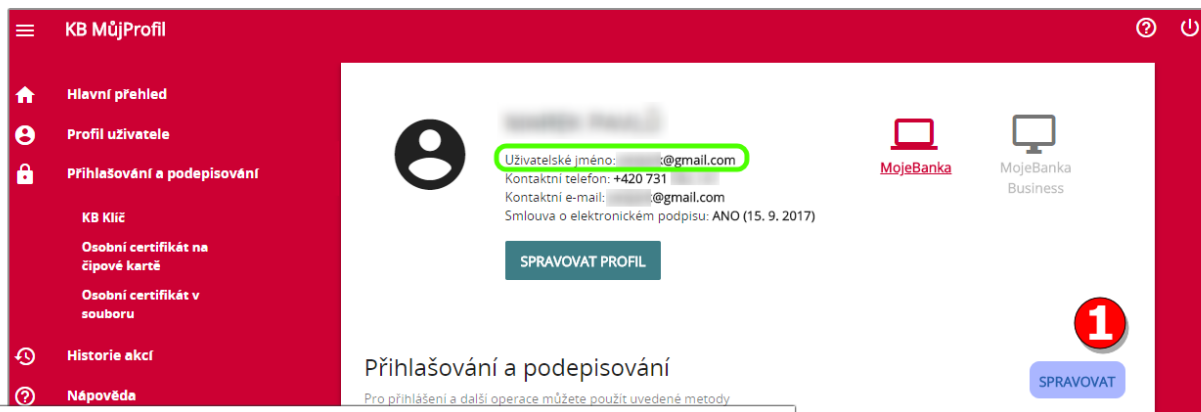 KB MůjProfil
Hlavní přehled
Profil uživatele
Přihlašování a podepisování
KB Klíč
Osobní certifikát na
čipové kartě
Osobní certifikát v
souboru
Historie akcí
Nápověda
Uživatelské jméno: @gmail.com
Kontaktní telefon: +420 731
Kontaktní e-mail: @gmail.com
Smlouva o elektronickém podpisu: ANO (15. 9. 2017)
SPRAVOVAT PROFIL
MojeBanka
MojeBanka
Business
1
Přihlašování a podepisování
SPRAVOVAT
Pro přihlášení a další operace můžete použít uvedené metody